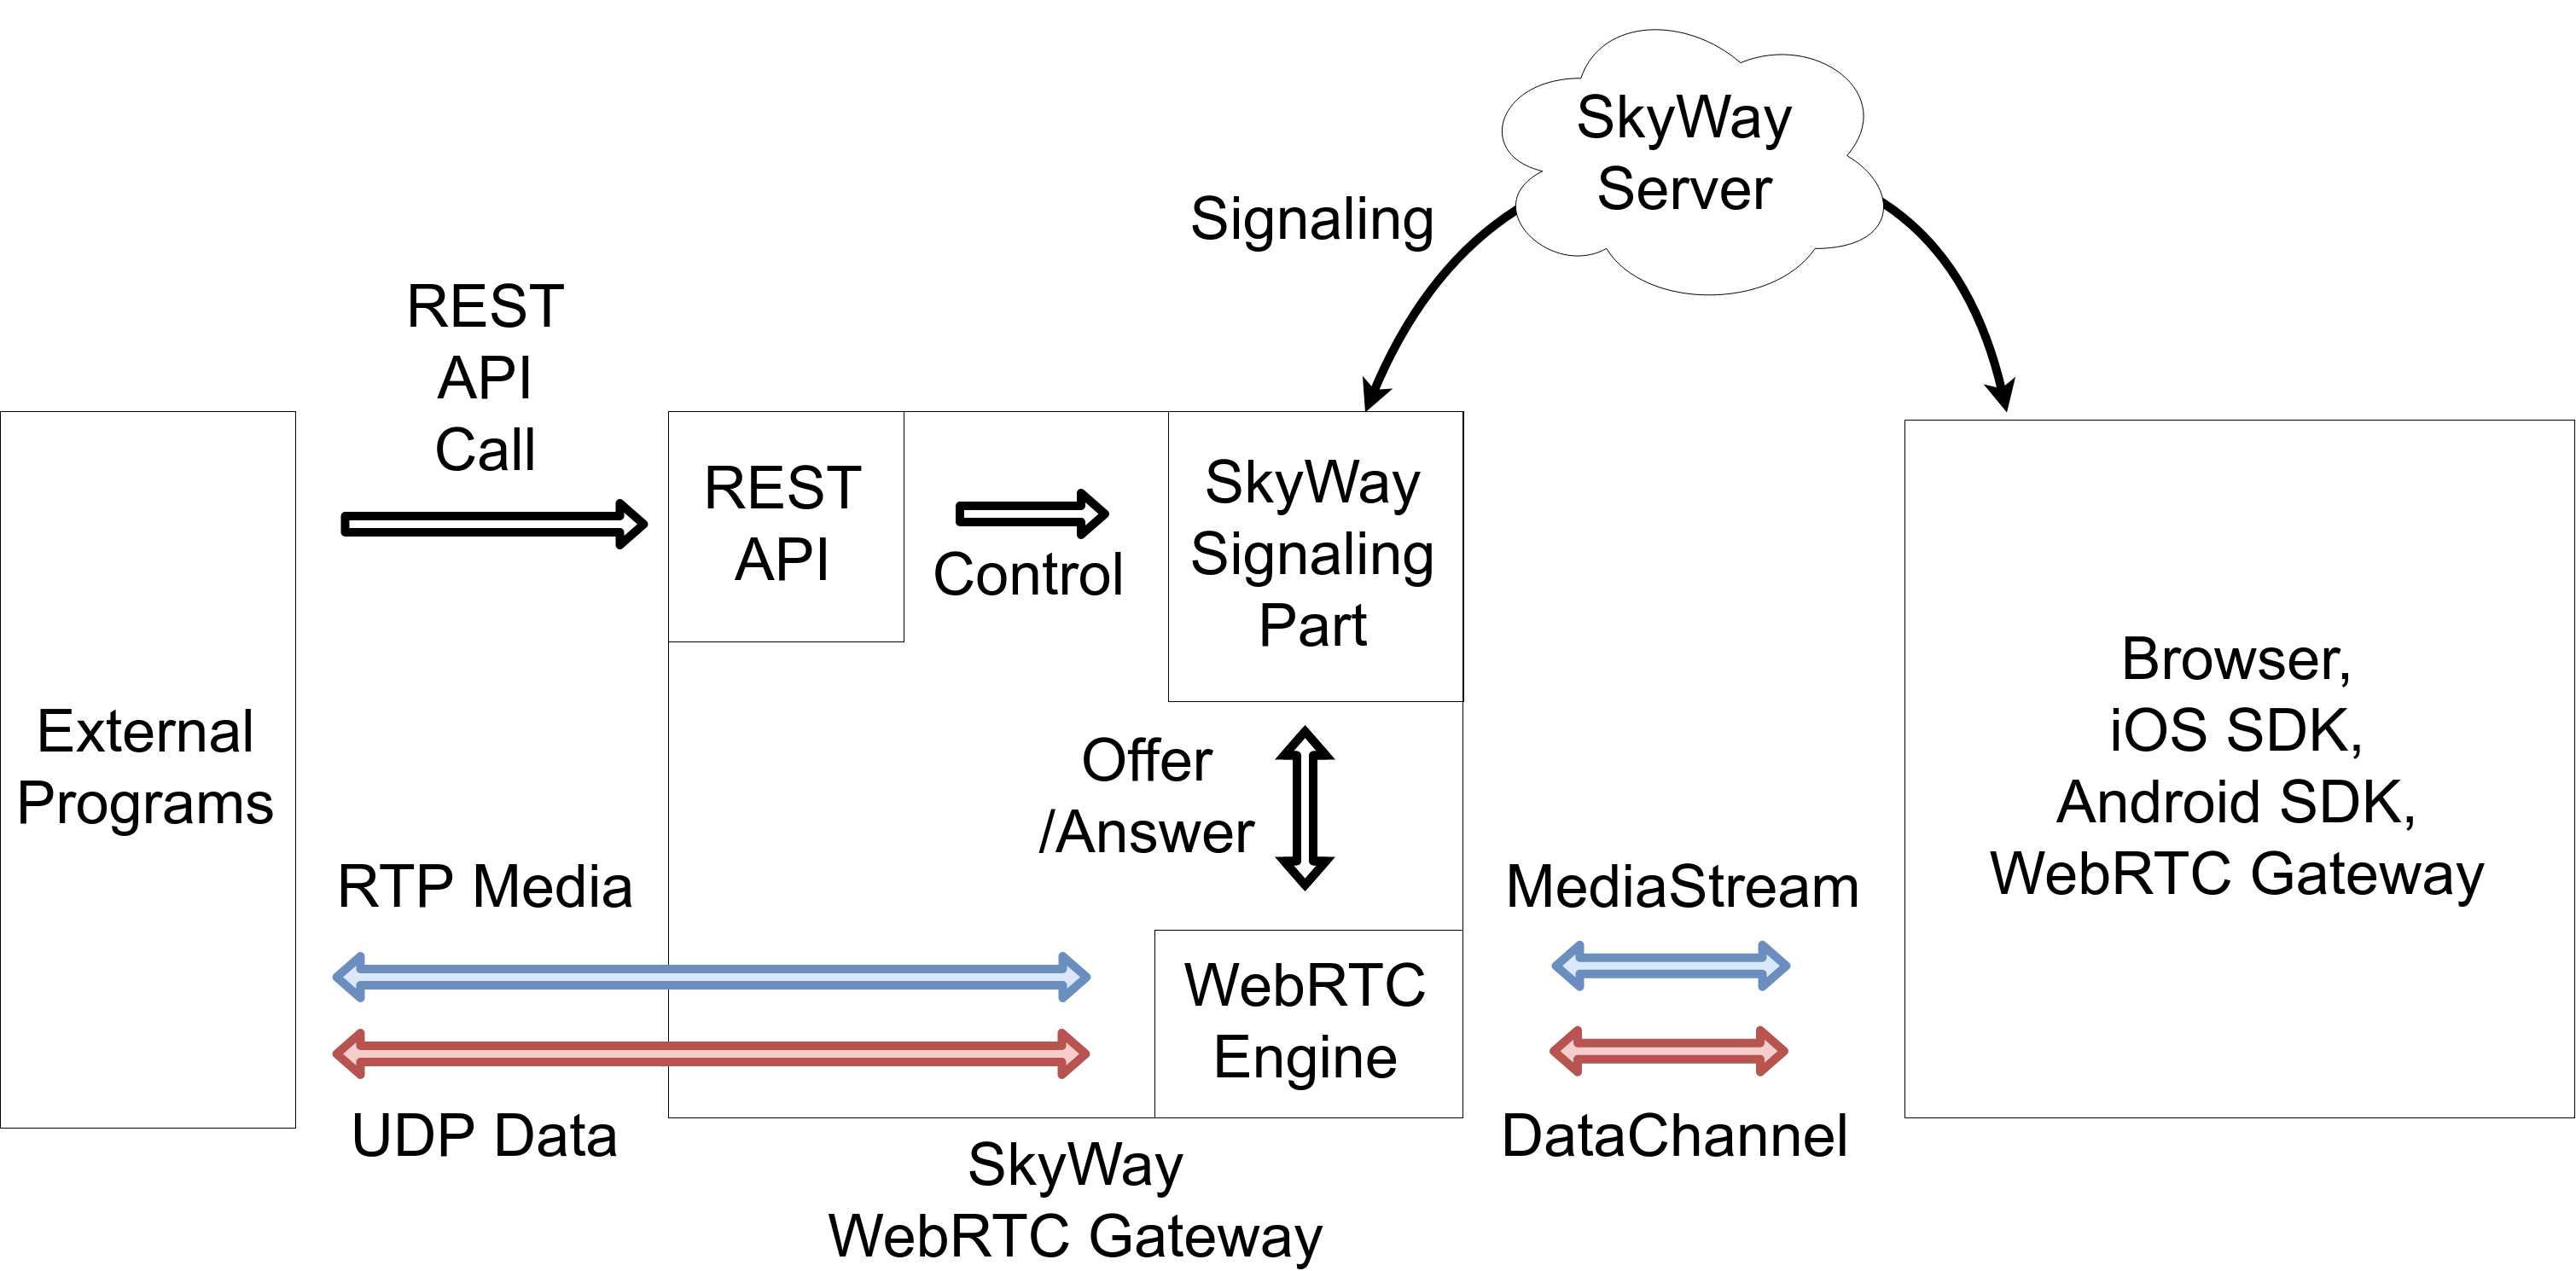 SkyWay
Server
Signaling
REST
API
Call
REST
API
Control
SkyWay
Signaling
Part
External
Programs
Offer
/Answer
Browser,
iOS SDK,
Android SDK,
WebRTC Gateway
RTP Media
MediaStream
WebRTC
Engine
UDP Data
DataChannel
SkyWay
WebRTC Gateway